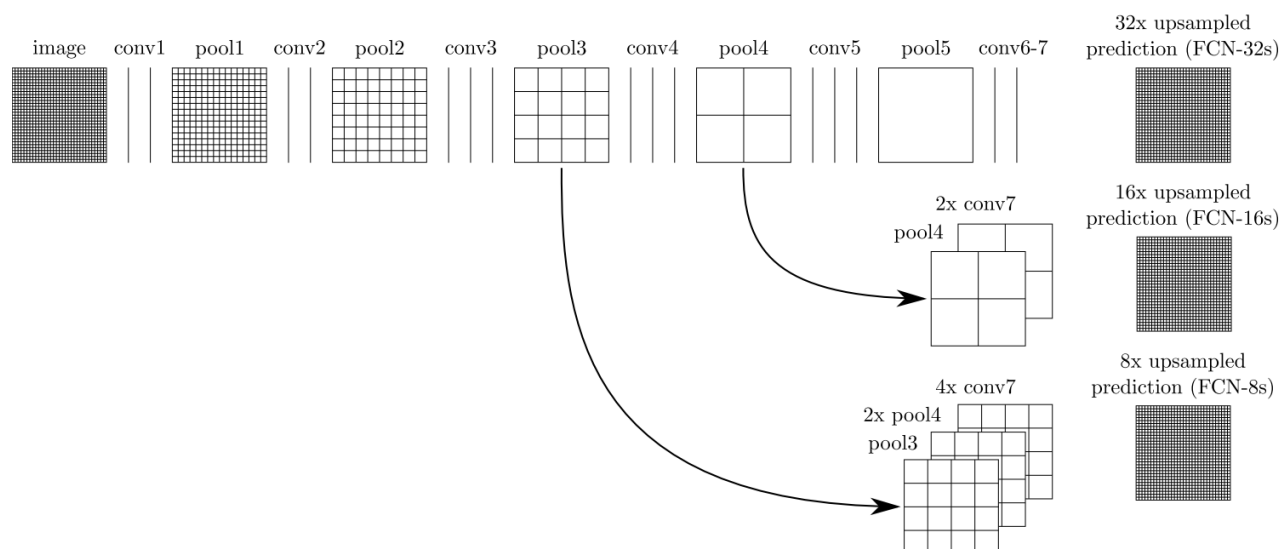 image
conv1
pool1
conv2
pool2
conv3
pool3
conv4
pool4
conv5
pool5
conv6-7
32x upsampled
prediction (FCN-32s)
2x conv7
pool4
16x upsampled
prediction (FCN-16s)
4x conv7
2x pool4
pool3
8x upsampled
prediction (FCN-8s)